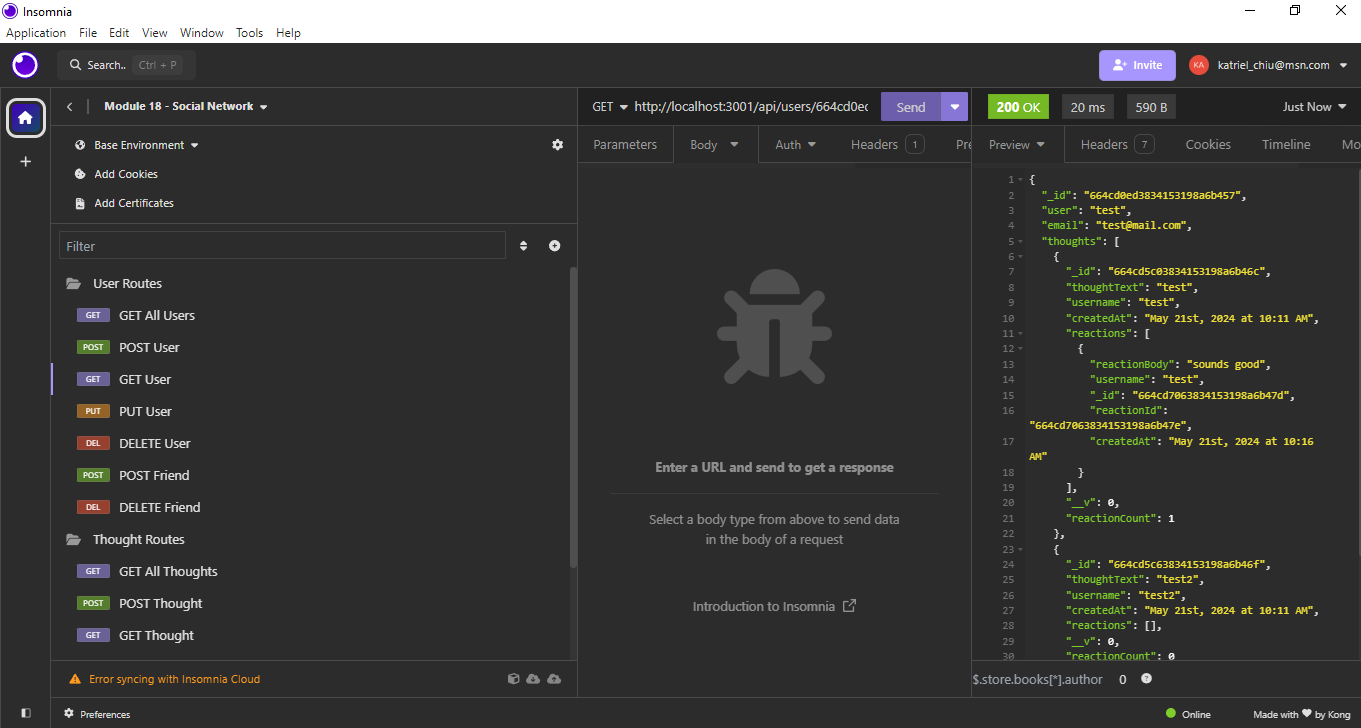 Insomnia
Application File Edit View Window Tools Help
Search.. Ctrl + P
Invite
KA katriel_chiu@msn.com
Module 18 - Social Network
Base Environment
Add Cookies
Add Certificates
Filter
User Routes
GET GET All Users
POST POST User
GET GET User
PUT PUT User
DEL DELETE User
POST POST Friend
DEL DELETE Friend
Thought Routes
GET GET All Thoughts
POST POST Thought
GET GET Thought
Error syncing with Insomnia Cloud
Preferences
GET http://localhost:3001/api/users/664cd0ed Send
Parameters Body Auth Headers 1 Pre
Enter a URL and send to get a response
Select a body type from above to send data
in the body of a request
Introduction to Insomnia
200 OK 20 ms 590 B Just Now
Preview Headers 7 Cookies Timeline Mo
1 {
2 "_id": "664cd0ed3834153198a6b457",
3 "user": "test",
4 "email": "test@mail.com",
5 "thoughts": [
6 {
7 "_id": "664cd5c03834153198a6b46c",
8 "thoughtText": "test",
9 "username": "test",
10 "createdAt": "May 21st, 2024 at 10:11 AM",
11 "reactions": [
12 {
13 "reactionBody": "sounds good",
14 "username": "test",
15 "_id": "664cd7063834153198a6b47d",
16 "reactionId":
"664cd7063834153198a6b47e",
17 "createdAt": "May 21st, 2024 at 10:16
AM"
18 }
19 ],
20 "__v": 0,
21 "reactionCount": 1
22 },
23 {
24 "_id": "664cd5c63834153198a6b46f",
25 "thoughtText": "test2",
26 "username": "test2",
27 "createdAt": "May 21st, 2024 at 10:11 AM",
28 "reactions": [],
29 "__v": 0,
30 "reactionCount": 0
$.store.books[*].author 0
Online Made with ♥ by Kong